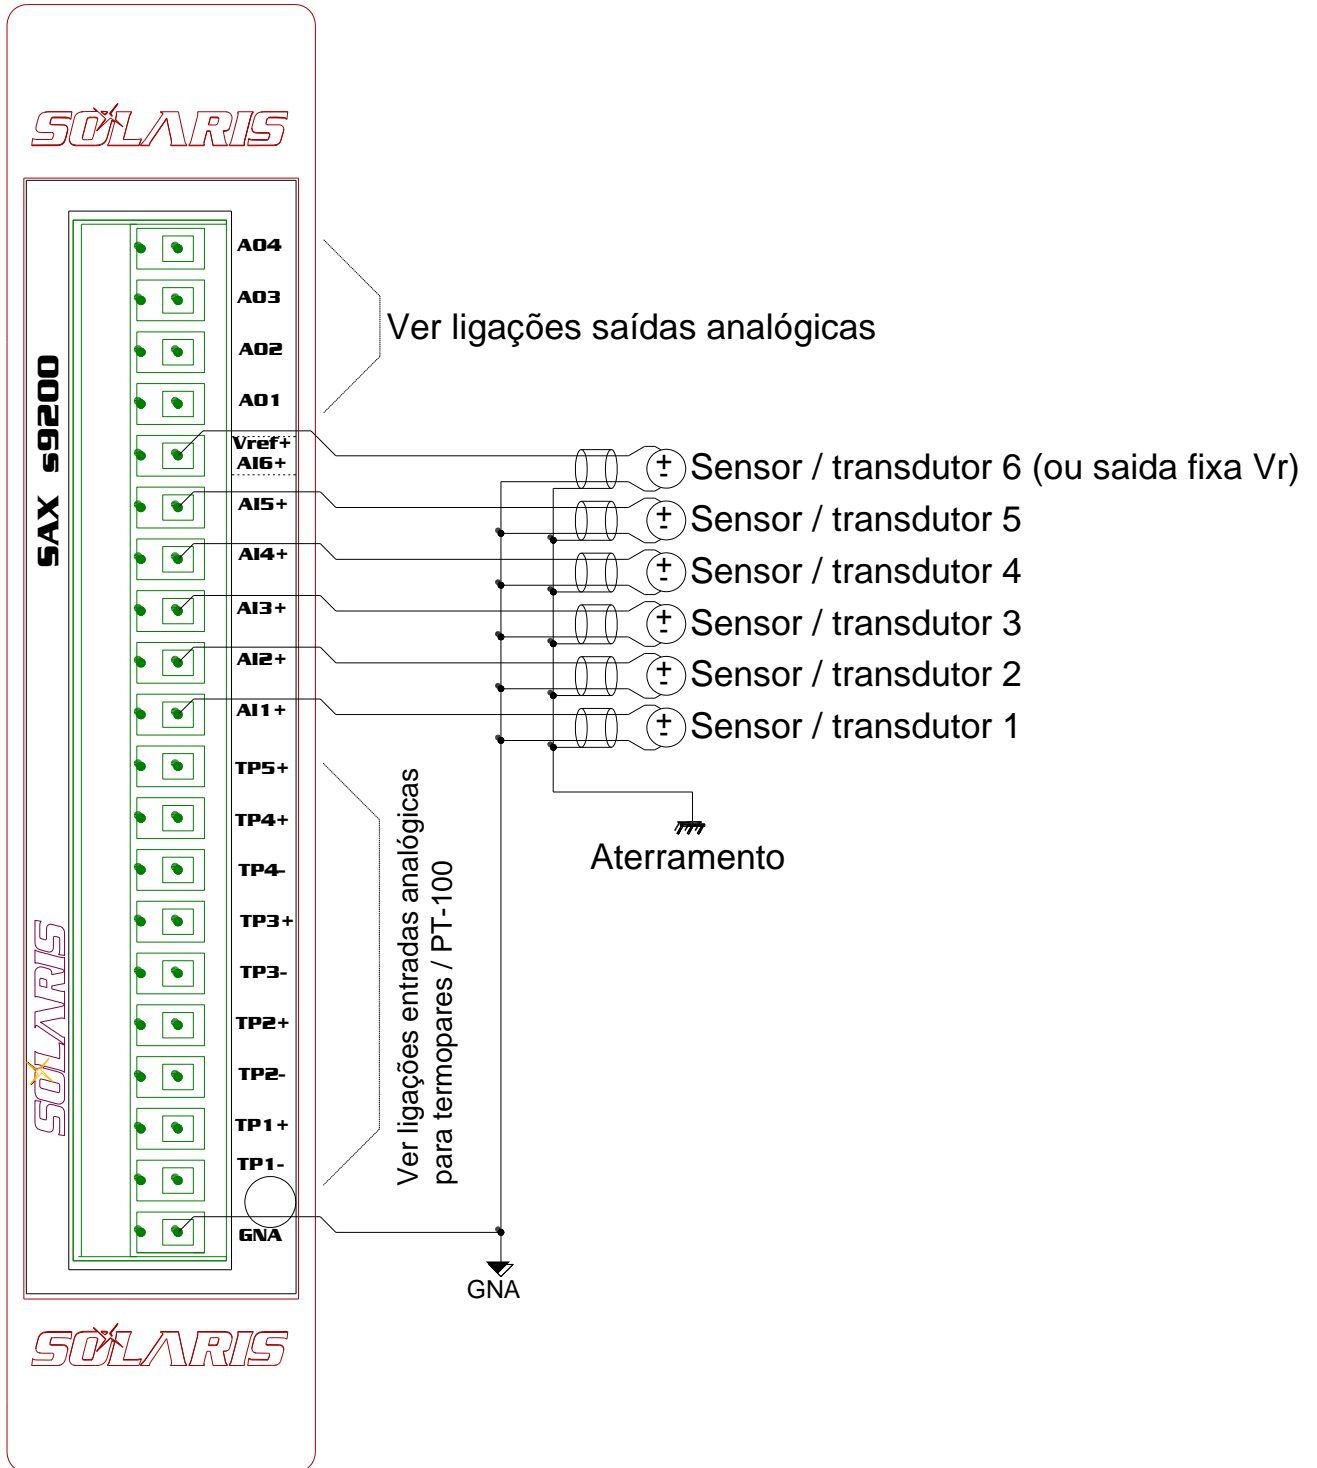 SOLARIS
SAX s9200
AO4
AO3
AO2
AO1
Vref+
AI6+
AI5+
AI4+
AI3+
AI2+
AI1+
TP5+
TP4+
TP4-
TP3+
TP3-
TP2+
TP2-
TP1+
TP1-
GNA
SOLARIS
SOLARIS
Ver ligações saídas analógicas
+
- Sensor / transdutor 6 (ou saida fixa Vr)
+
- Sensor / transdutor 5
+
- Sensor / transdutor 4
+
- Sensor / transdutor 3
+
- Sensor / transdutor 2
+
- Sensor / transdutor 1
Aterramento
Ver ligações entradas analógicas
para termopares / PT-100
GNA